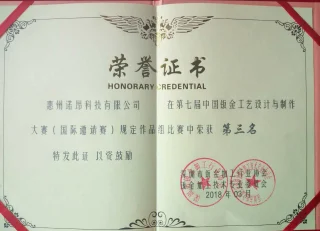 荣誉证书
HONORARY CREDENTIAL
惠州诺昂科技有限公司 在第七届中国钣金工艺设计与制作
大赛（国际邀请赛）规定作品组比赛中荣获 第三名
特发此证 以资鼓励
2018年03月